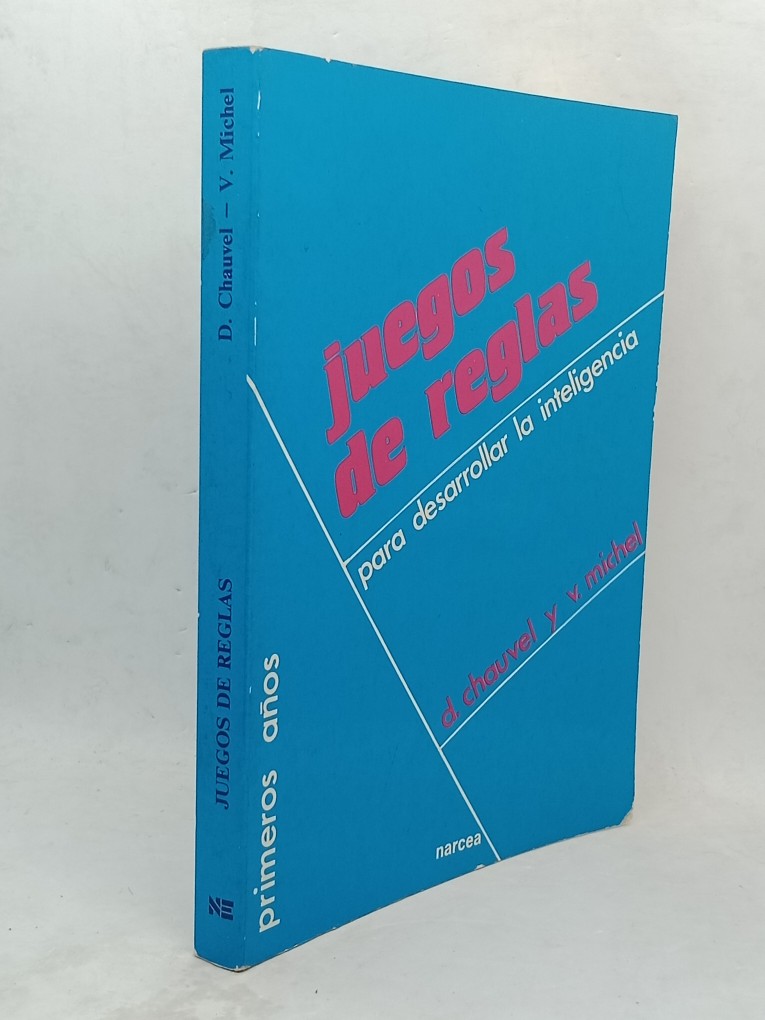 D. Chauvel – V. Michel
JUEGOS DE REGLAS
juegos
de reglas
para desarrollar la inteligencia
d. chauvel y v. michel
primeros años
narcea